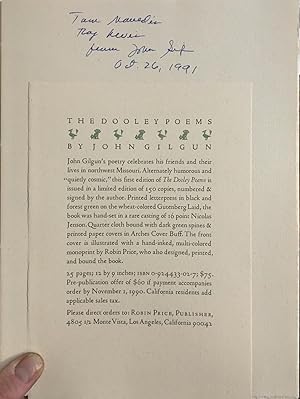 Oct. 26, 1991
THE DOOLEY POEMS
BY JOHN GILGUN
John Gilgun's poetry celebrates his friends and their
lives in northwest Missouri. Alternately humorous and
"quietly cosmic," this first edition of The Dooley Poems is
issued in a limited edition of 150 copies, numbered &
signed by the author. Printed letterpress in black and
forest green on the wheat-colored Gutenberg Laid, the
book was hand-set in a rare casting of 16 point Nicolas
Jenson. Quarter cloth bound with dark green spines &
printed paper covers in Arches Cover Buff. The front
cover is illustrated with a hand-inked, multi-colored
monoprint by Robin Price, who also designed, printed,
and bound the book.
25 pages; 12 by 9 inches; ISBN 0-924433-02-7; $75.
Pre-publication offer of $60 if payment accompanies
order by November 1, 1990. California residents add
applicable sales tax.
Please direct orders to: ROBIN PRICE, PUBLISHER,
4805 1/2 Monte Vista, Los Angeles, California 90042